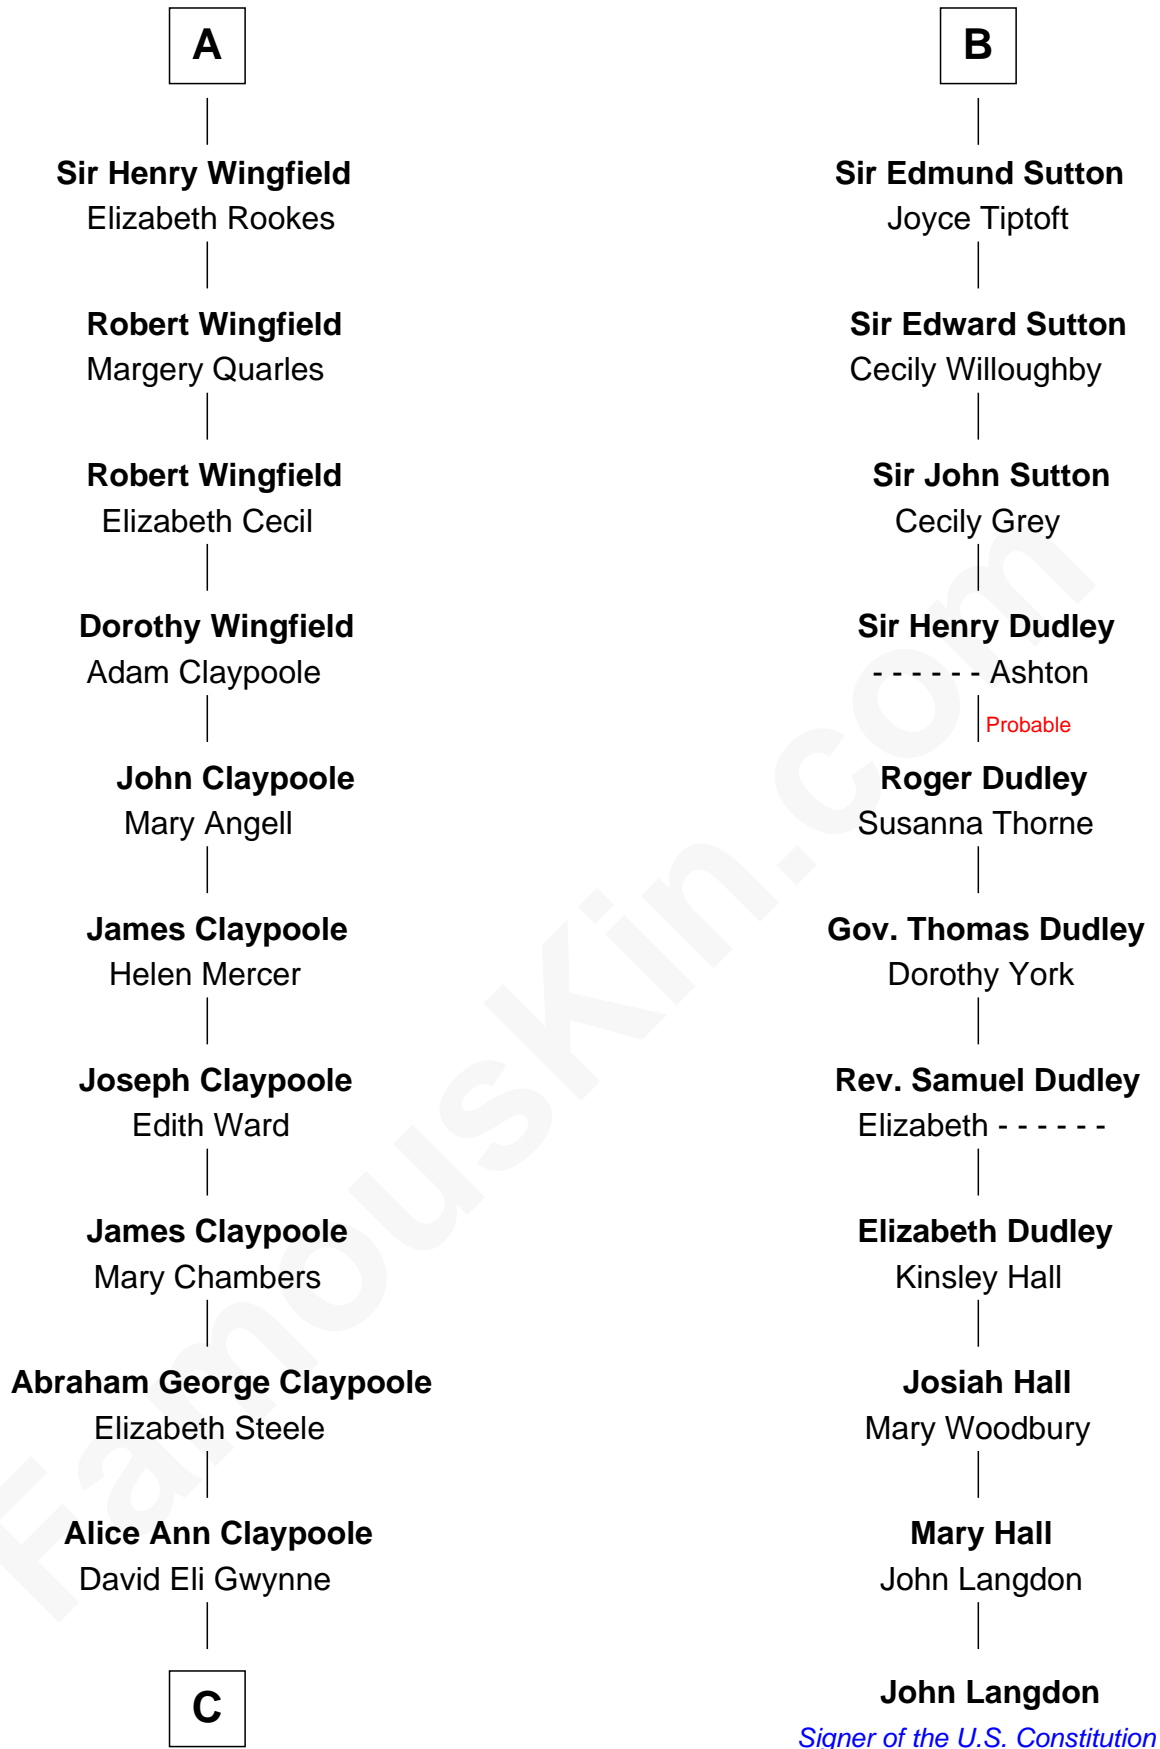 A
Sir Henry Wingfield
Elizabeth Rookes
Robert Wingfield
Margery Quarles
Robert Wingfield
Elizabeth Cecil
Dorothy Wingfield
Adam Claypoole
John Claypoole
Mary Angell
James Claypoole
Helen Mercer
Joseph Claypoole
Edith Ward
James Claypoole
Mary Chambers
Abraham George Claypoole
Elizabeth Steele
Alice Ann Claypoole
David Eli Gwynne
C
B
Sir Edmund Sutton
Joyce Tiptoft
Sir Edward Sutton
Cecily Willoughby
Sir John Sutton
Cecily Grey
Sir Henry Dudley
- - - - - - Ashton
Probable
Roger Dudley
Susanna Thorne
Gov. Thomas Dudley
Dorothy York
Rev. Samuel Dudley
Elizabeth - - - - - -
Elizabeth Dudley
Kinsley Hall
Josiah Hall
Mary Woodbury
Mary Hall
John Langdon
John Langdon
Signer of the U.S. Constitution
FamousKin.com